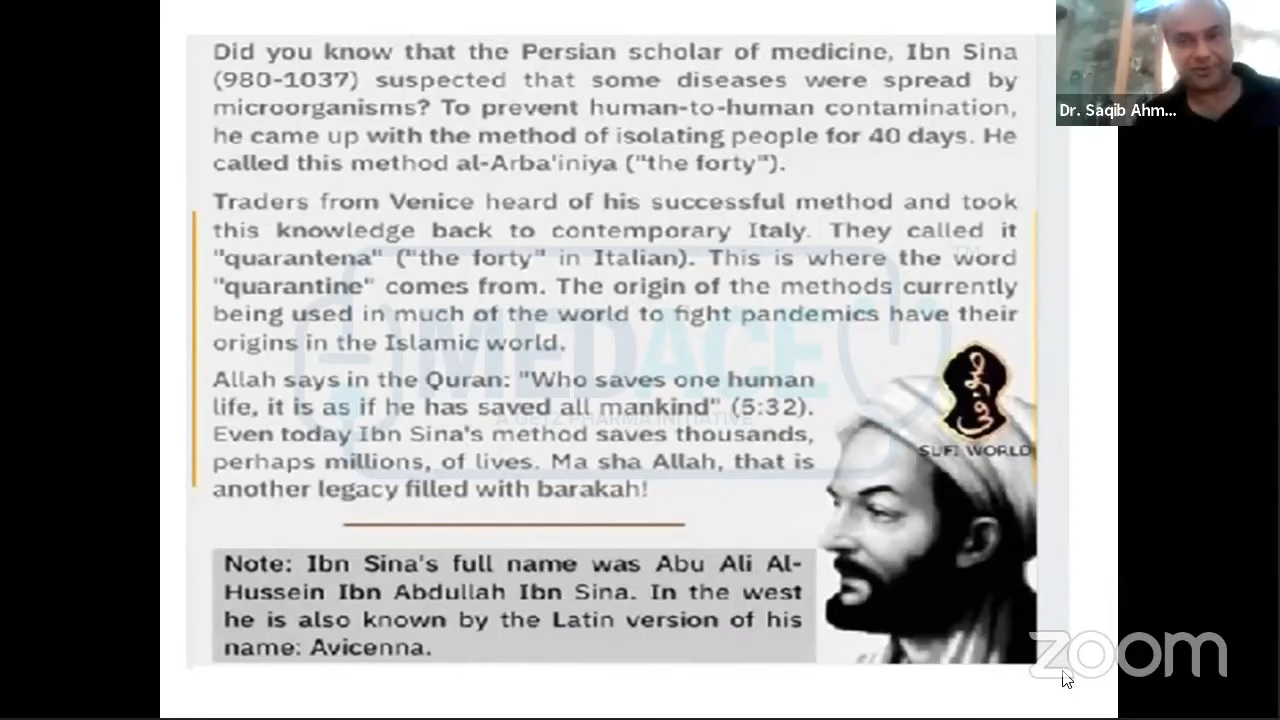 Did you know that the Persian scholar of medicine, Ibn Sina
(980-1037) suspected that some diseases were spread by
microorganisms? To prevent human-to-human contamination,
he came up with the method of isolating people for 40 days. He
called this method al-Arba'iniya ("the forty").
Traders from Venice heard of his successful method and took
this knowledge back to contemporary Italy. They called it
"quarantena" ("the forty" in Italian). This is where the word
"quarantine" comes from. The origin of the methods currently
being used in much of the world to fight pandemics have their
origins in the Islamic world.
Allah says in the Quran: "Who saves one human
life, it is as if he has saved all mankind" (5:32).
Even today Ibn Sina's method saves thousands,
perhaps millions, of lives. Ma sha Allah, that is
another legacy filled with barakah!
Note: Ibn Sina's full name was Abu Ali Al-
Hussein Ibn Abdullah Ibn Sina. In the west
he is also known by the Latin version of his
name: Avicenna.
SUFI WORLD
MEDACE
TM
A GETZ PHARMA INITIATIVE
Dr. Saqib Ahm...
zoom